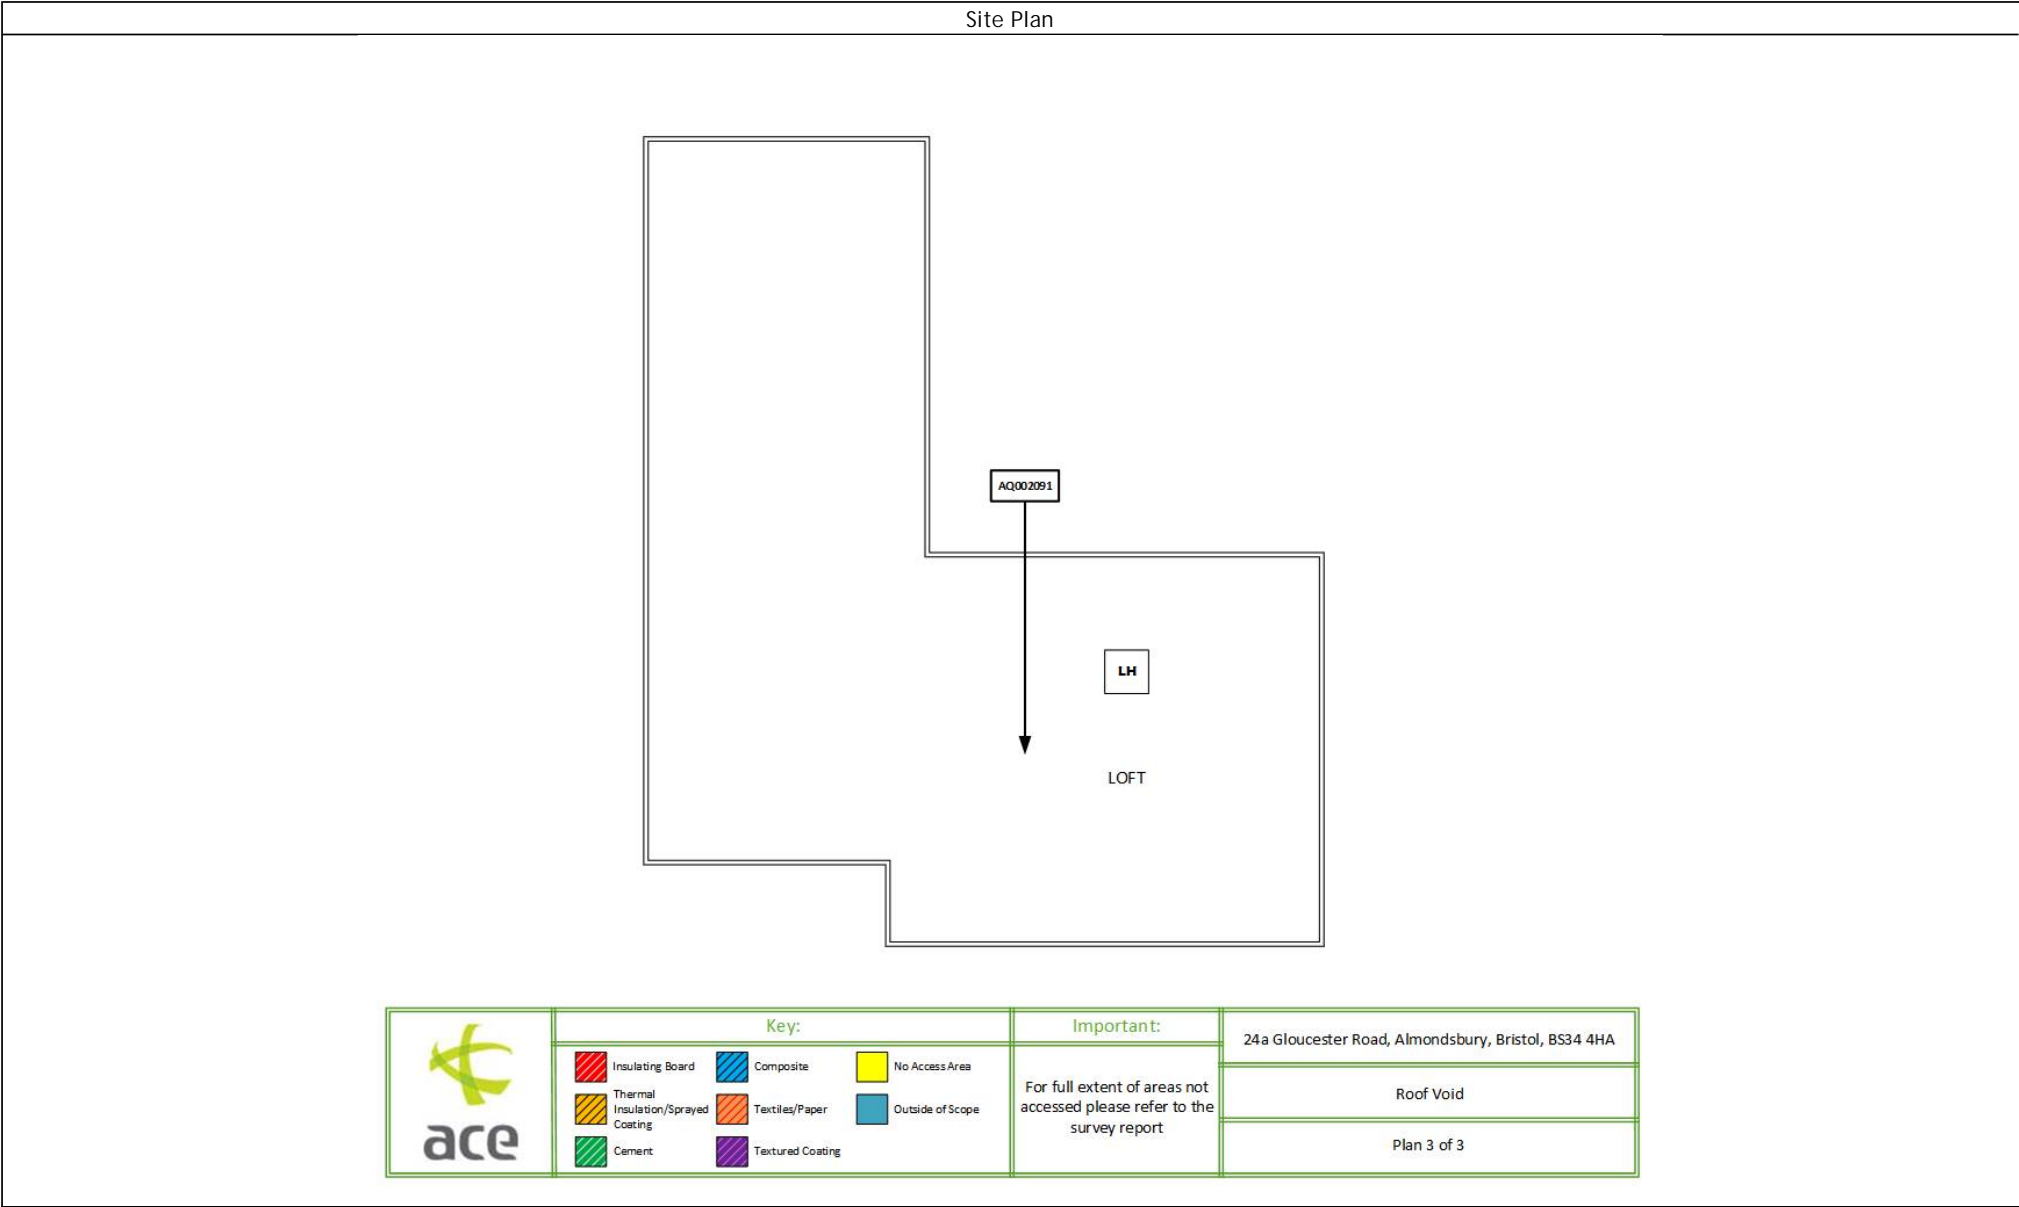 Site Plan
AQ002091
LH
LOFT
ace
Key:
Insulating Board
Thermal
Insulation/Sprayed
Coating
Cement
Composite
Textiles/Paper
Textured Coating
No Access Area
Outside of Scope
Important:
For full extent of areas not
accessed please refer to the
survey report
24a Gloucester Road, Almondsbury, Bristol, BS34 4HA
Roof Void
Plan 3 of 3